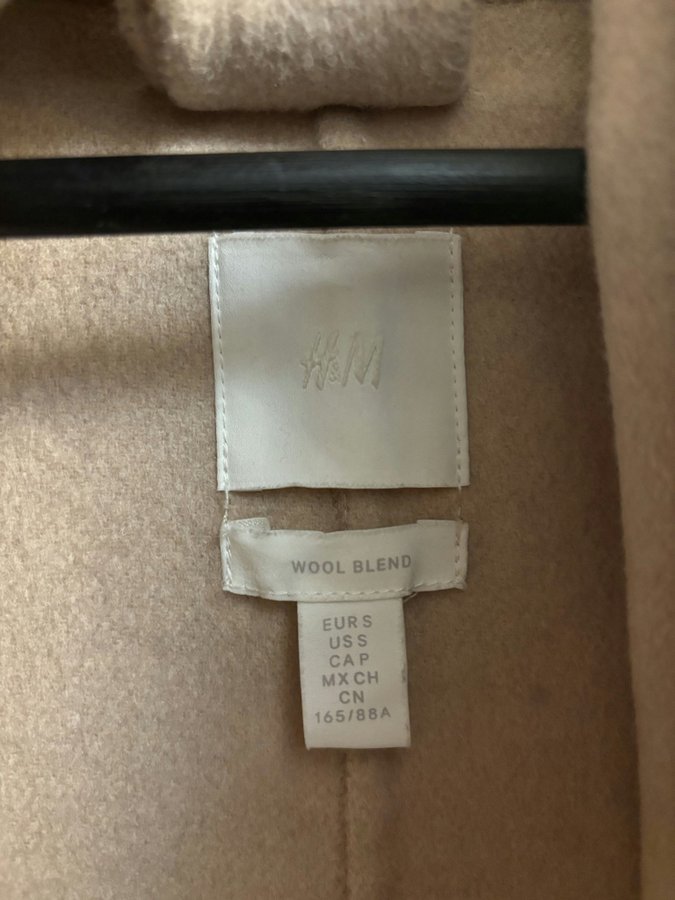 H&M
WOOL BLEND
EUR S
US S
CA P
MX CH
CN
165/88A